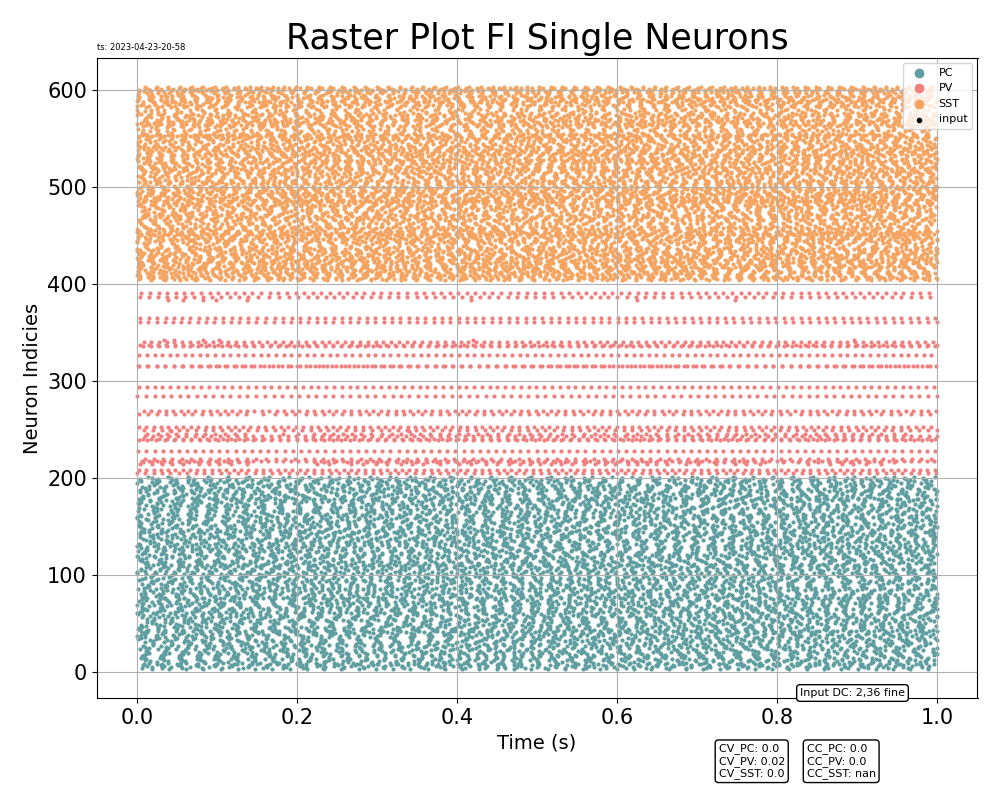 Raster Plot FI Single Neurons
ts: 2023-04-23-20-58
PC
PV
SST
input
600
500
400
300
200
100
0
Neuron Indicies
Input DC: 2,36 fine
0.0 0.2 0.4 0.6 0.8 1.0
Time (s)
CV_PC: 0.0
CV_PV: 0.02
CV_SST: 0.0
CC_PC: 0.0
CC_PV: 0.0
CC_SST: nan